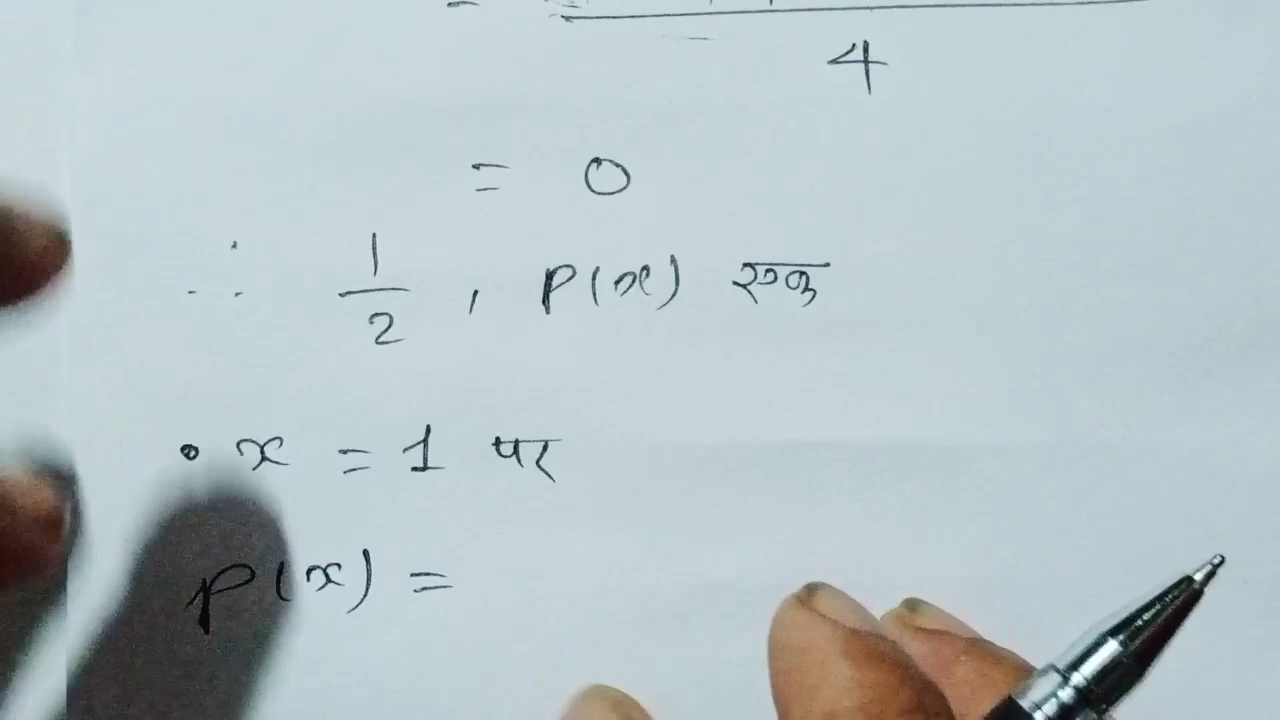 = 
4
= 0
∴ 1/2 , P(x) एक
• x = 1 पर
P(x) =